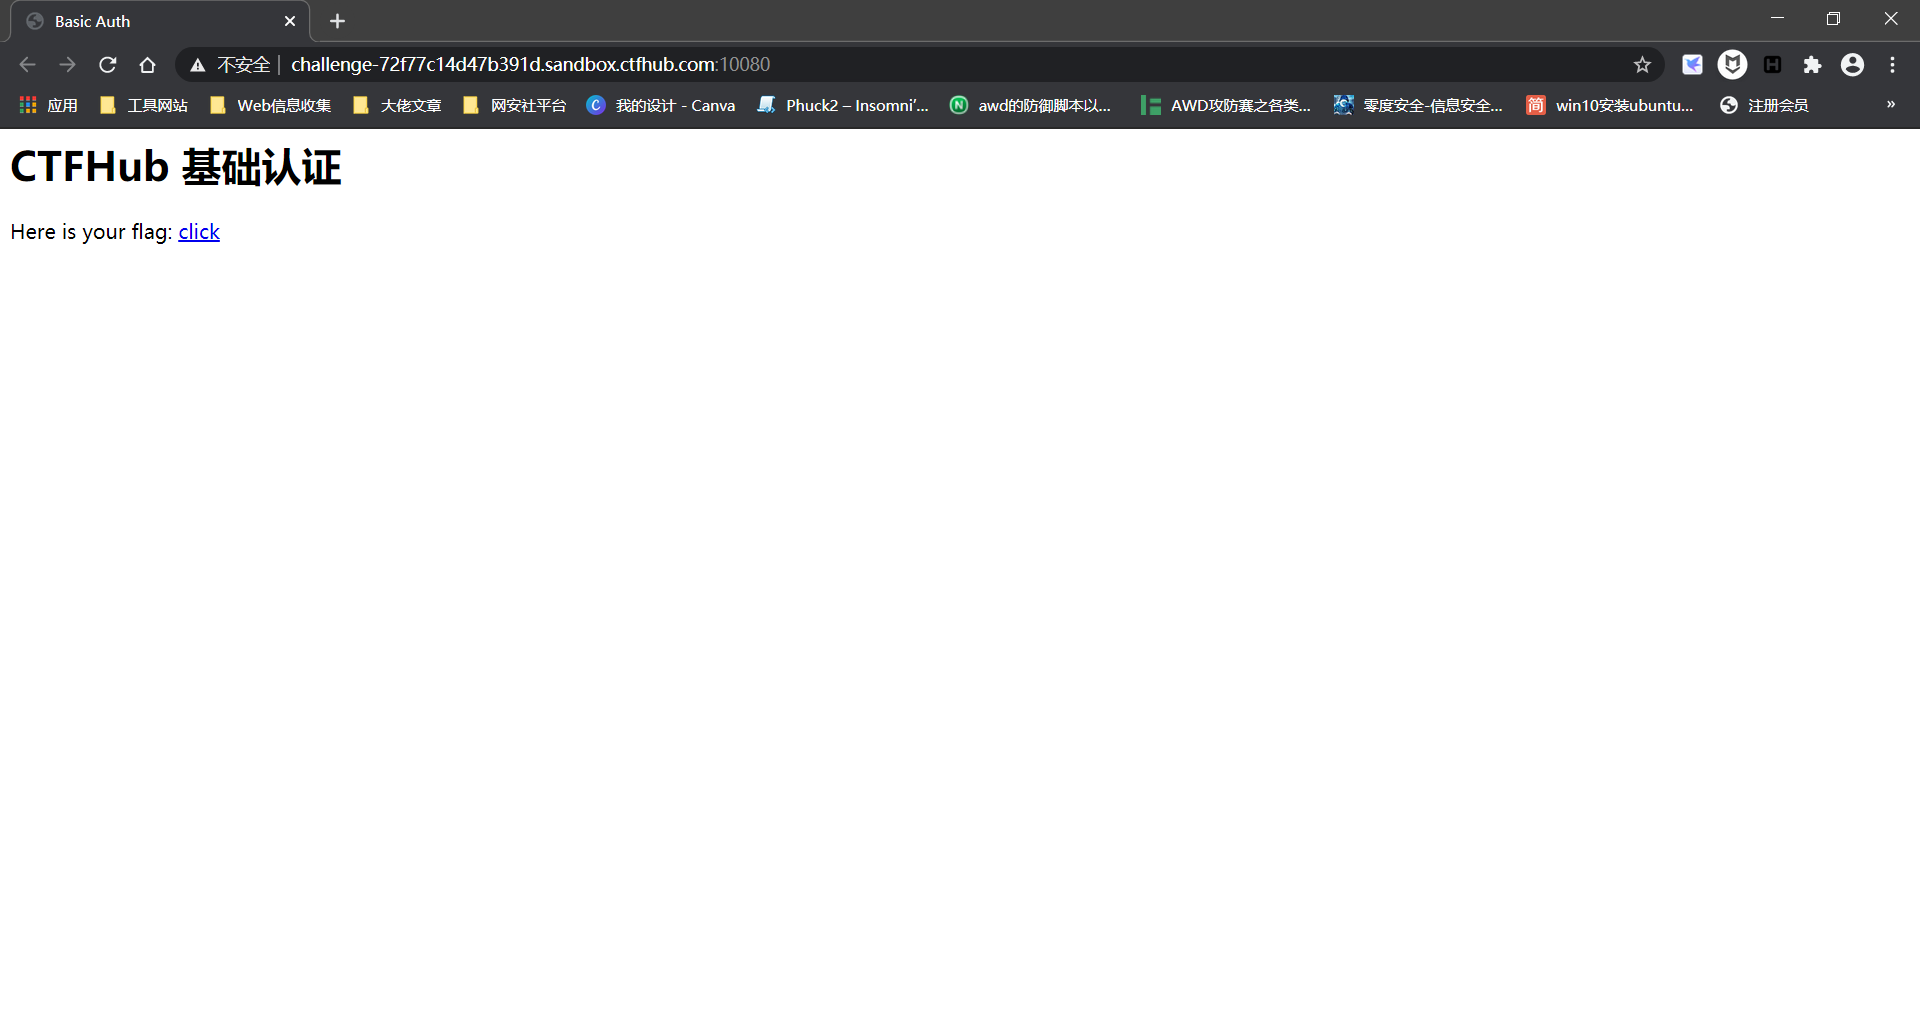 Basic Auth
不安全 challenge-72f77c14d47b391d.sandbox.ctfhub.com:10080
应用 工具网站 Web信息收集 大佬文章 网安社平台 C 我的设计 - Canva Phuck2 – Insomni'... N awd的防御脚本以... AWD攻防赛之各类... 零度安全-信息安全... 简 win10安装ubuntu... 注册会员 »
CTFHub 基础认证
Here is your flag: click